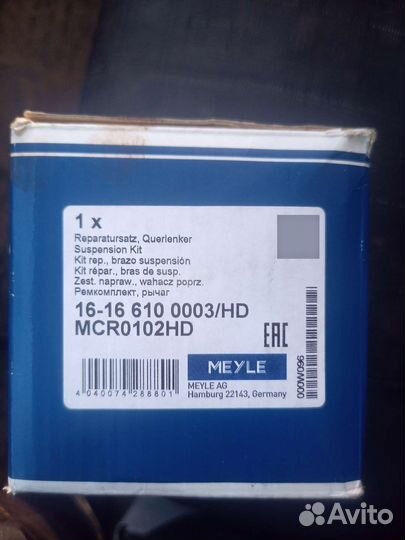 1 x
Reparatursatz, Querlenker
Suspension Kit
Kit rep., brazo suspensión
Kit répar., bras de susp.
Zest. napraw., wahacz poprz.
Ремкомплект, рычаг
16-16 610 0003/HD
MCR0102HD
EAC
MEYLE
MEYLE AG
Hamburg 22143, Germany
4 040074 288801
960M000
Avito